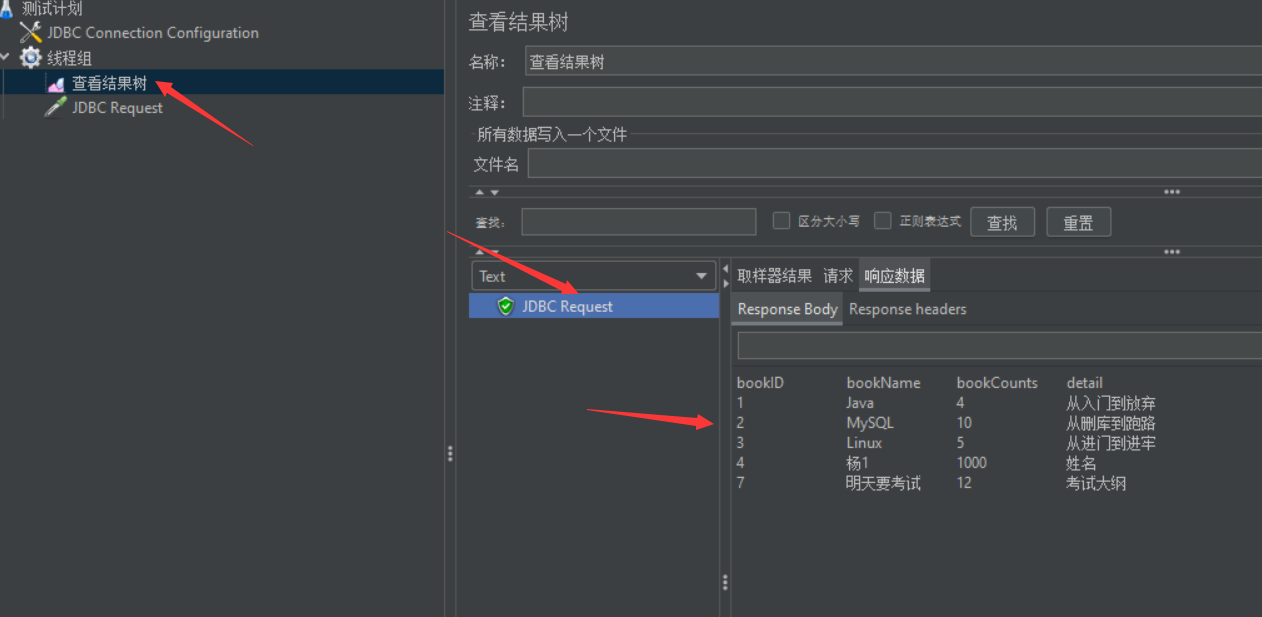 测试计划
JDBC Connection Configuration
线程组
查看结果树
JDBC Request
查看结果树
名称： 查看结果树
注释：
所有数据写入一个文件
文件名
查找： 区分大小写 正则表达式 查找 重置
Text
JDBC Request
取样器结果 请求 响应数据
Response Body Response headers
bookID bookName bookCounts detail
1 Java 4 从入门到放弃
2 MySQL 10 从删库到跑路
3 Linux 5 从进门到进牢
4 杨1 1000 姓名
7 明天要考试 12 考试大纲